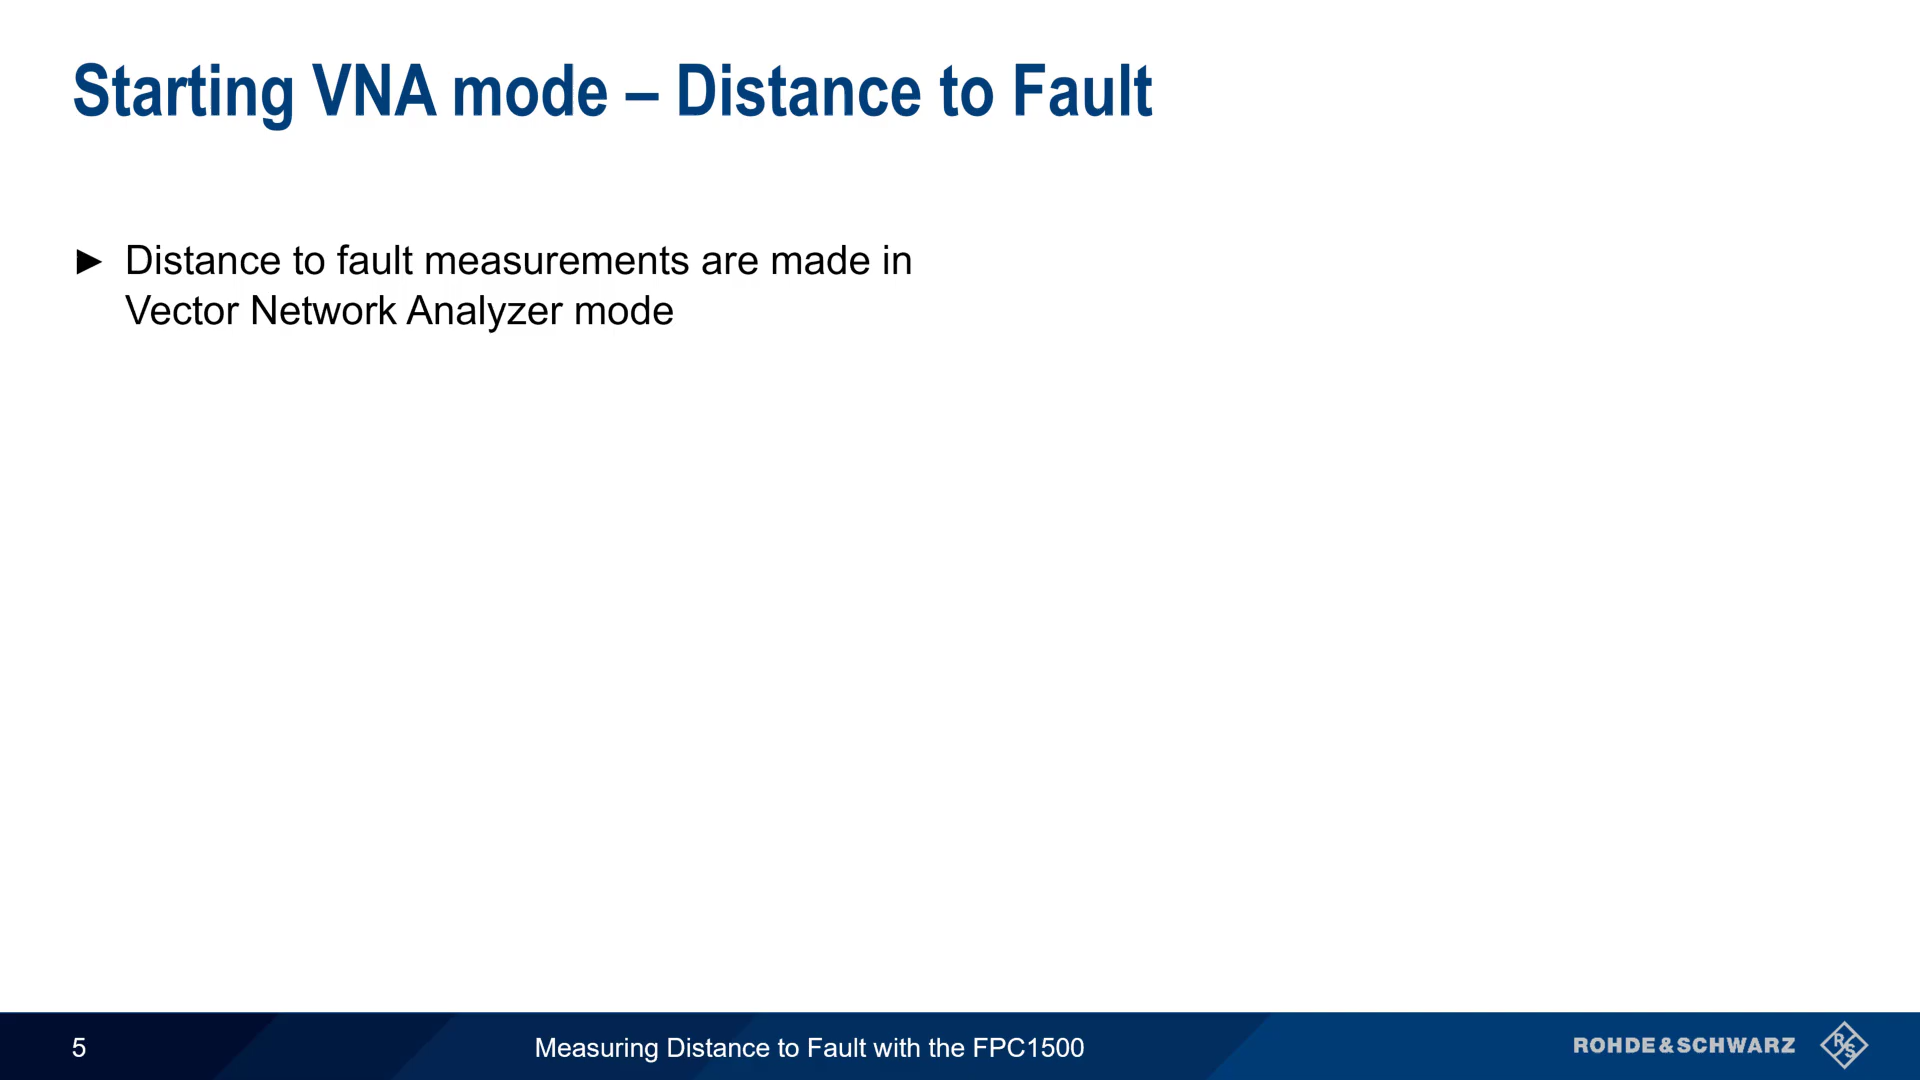 Starting VNA mode – Distance to Fault
► Distance to fault measurements are made in
Vector Network Analyzer mode
5
Measuring Distance to Fault with the FPC1500
ROHDE&SCHWARZ
R
S